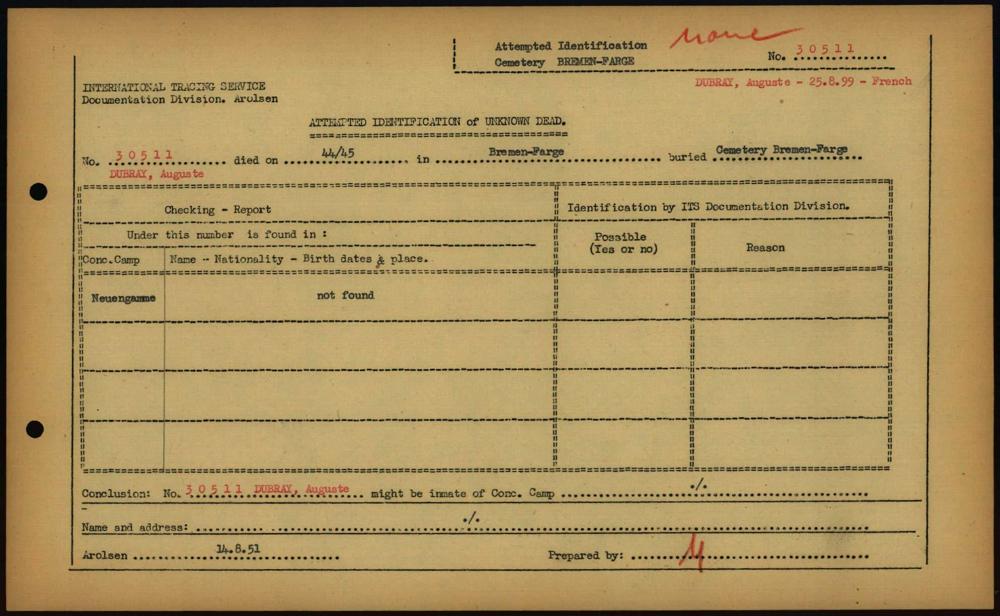 none
Attempted Identification
Cemetery BREMEN-FARGE
No. 30511
DUBRAY, Auguste - 25.8.99 - French
INTERNATIONAL TRACING SERVICE
Documentation Division. Arolsen
ATTEMPTED IDENTIFICATION of UNKNOWN DEAD.
No. 30511 died on 44/45 in Bremen-Farge buried Cemetery Bremen-Farge
DUBRAY, Auguste
Checking - Report
Identification by ITS Documentation Division.
Under this number is found in :
Possible (Yes or no)
Reason
Conc.Camp
Name - Nationality - Birth dates & place.
Neuengamme
not found
Conclusion: No. 30511 DUBRAY, Auguste might be inmate of Conc. Camp ./.
Name and address: ./.
Arolsen 14.8.51 Prepared by: